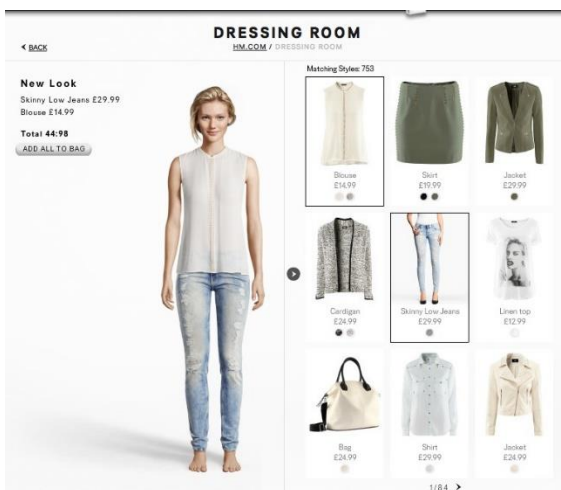 DRESSING ROOM
BACK
HM.COM / DRESSING ROOM
New Look
Skinny Low Jeans £29.99
Blouse £14.99
Total 44:98
ADD ALL TO BAG
Matching Styles: 753
Blouse
£14.99
Skirt
£19.99
Jacket
£29.99
Cardigan
£24.99
Skinny Low Jeans
£29.99
Linen top
£12.99
Bag
£24.99
Shirt
£29.99
Jacket
£24.99
1/84